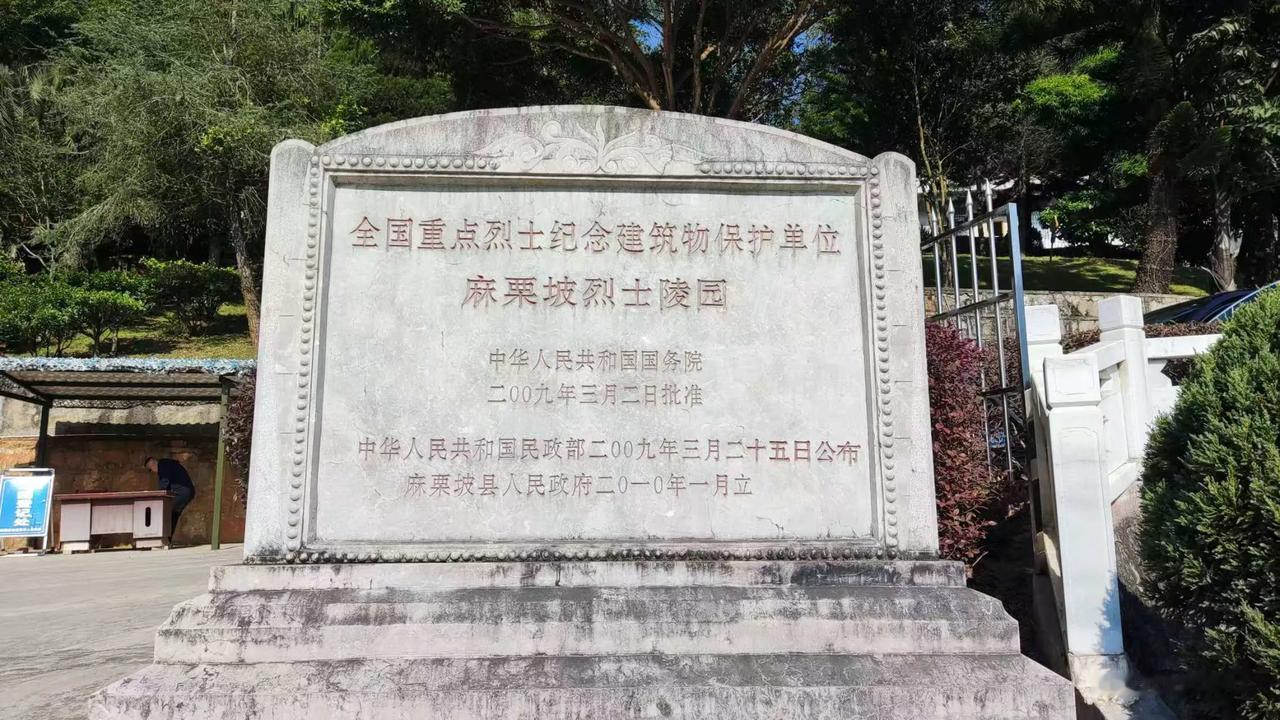 全国重点烈士纪念建筑物保护单位
麻栗坡烈士陵园
中华人民共和国国务院
二00九年三月二日批准
中华人民共和国民政部二00九年三月二十五日公布
麻栗坡县人民政府二0一0年一月立